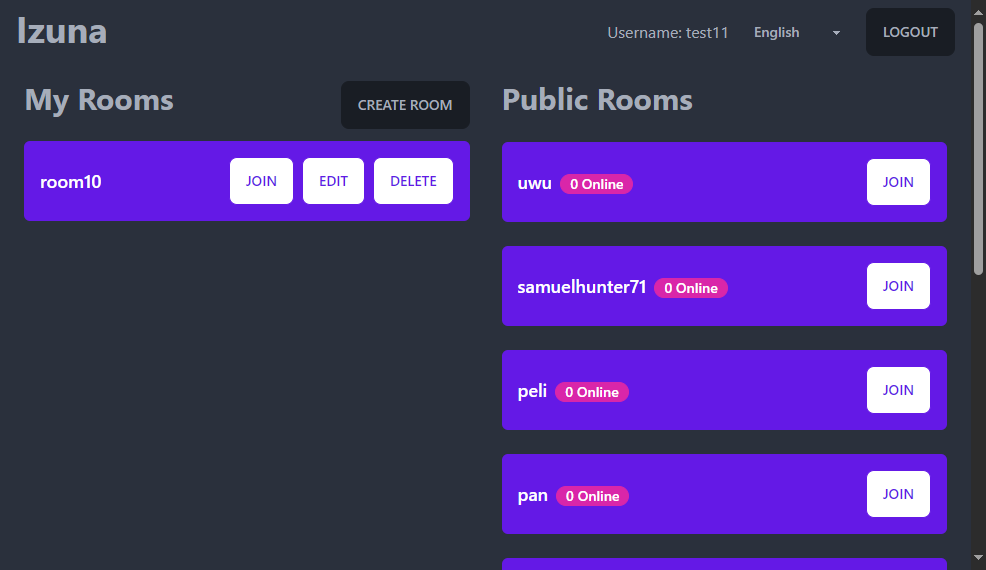 Izuna
Username: test11
English
LOGOUT
My Rooms
CREATE ROOM
room10
JOIN
EDIT
DELETE
Public Rooms
uwu 0 Online
JOIN
samuelhunter71 0 Online
JOIN
peli 0 Online
JOIN
pan 0 Online
JOIN